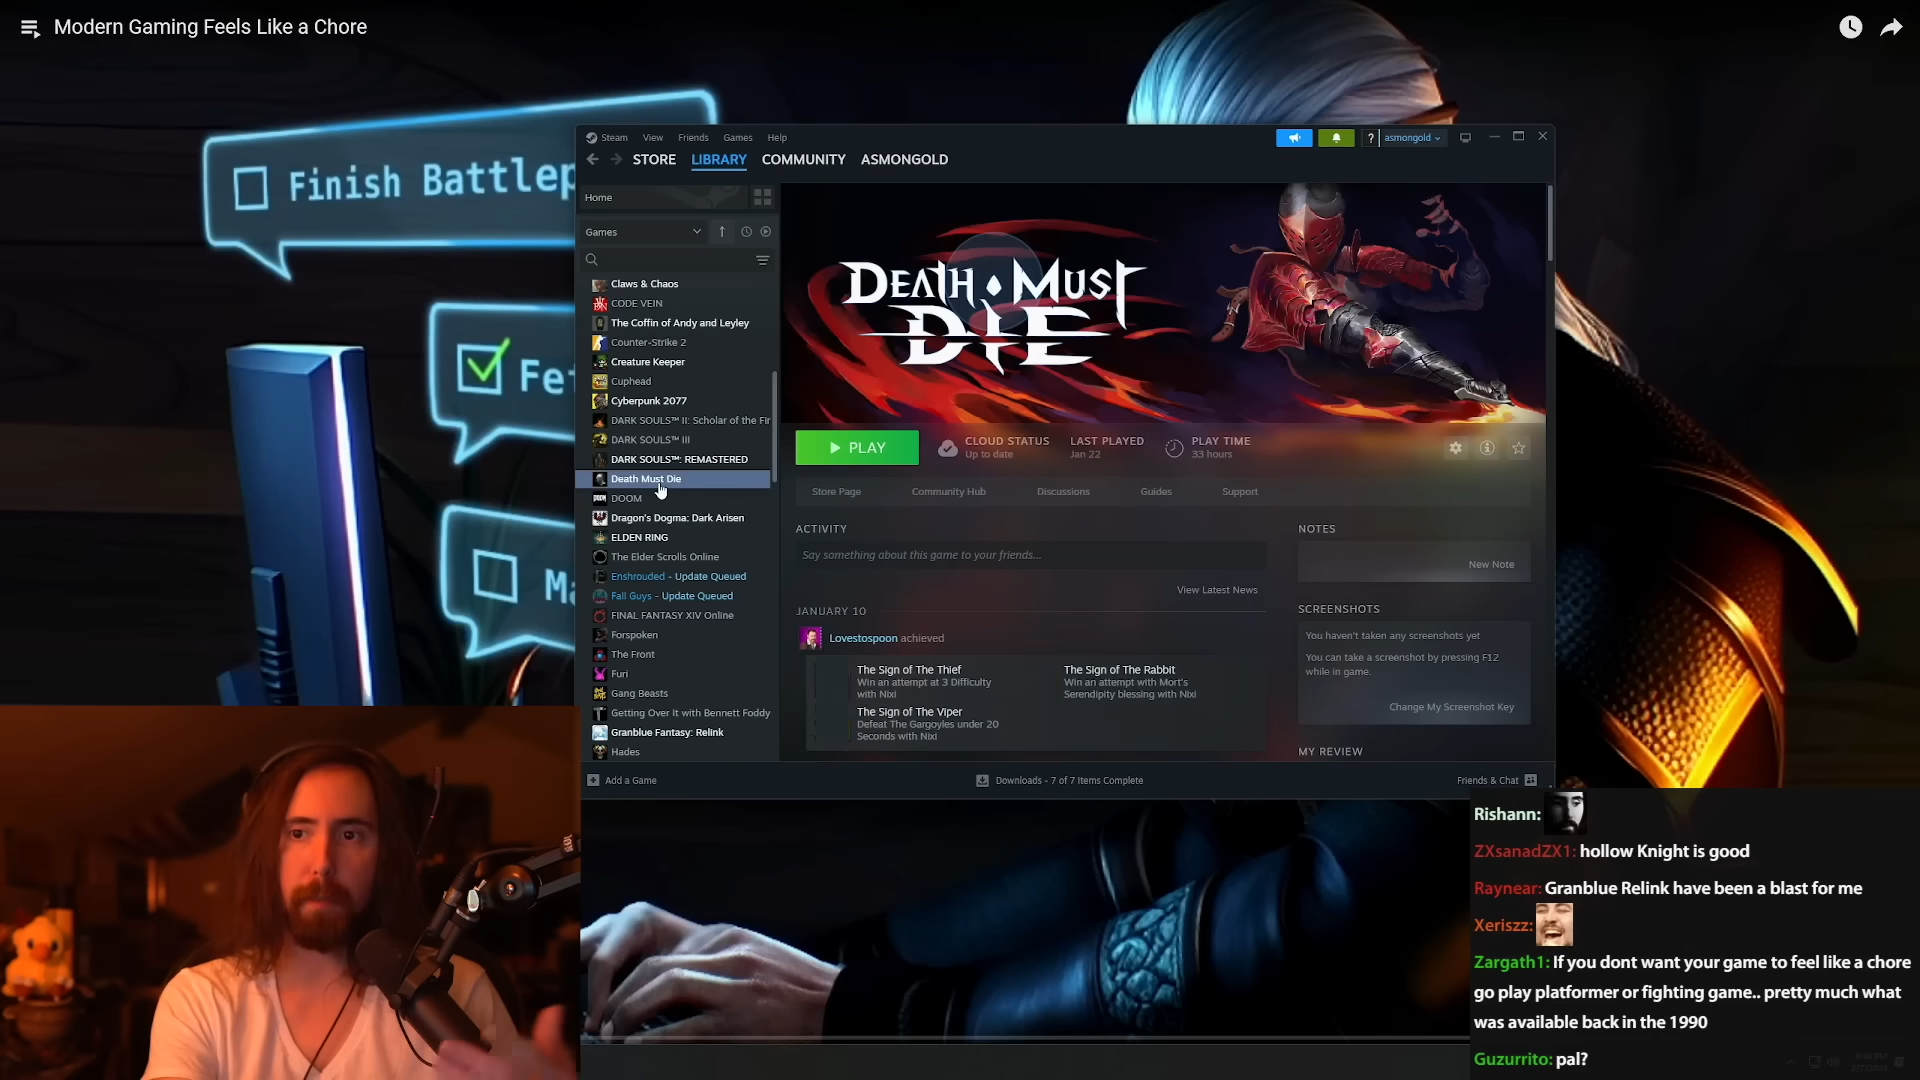 Modern Gaming Feels Like a Chore
Finish Battlep
Fe
Ma
Steam View Friends Games Help
asmongold
STORE LIBRARY COMMUNITY ASMONGOLD
Home
Games
Claws & Chaos
CODE VEIN
The Coffin of Andy and Leyley
Counter-Strike 2
Creature Keeper
Cuphead
Cyberpunk 2077
DARK SOULS™ II: Scholar of the Fir
DARK SOULS™ III
DARK SOULS™: REMASTERED
Death Must Die
DOOM
Dragon's Dogma: Dark Arisen
ELDEN RING
The Elder Scrolls Online
Enshrouded - Update Queued
Fall Guys - Update Queued
FINAL FANTASY XIV Online
Forspoken
The Front
Furi
Gang Beasts
Getting Over It with Bennett Foddy
Granblue Fantasy: Relink
Hades
DEATH MUST
DIE
PLAY
CLOUD STATUS
Up to date
LAST PLAYED
Jan 22
PLAY TIME
33 hours
Store Page Community Hub Discussions Guides Support
ACTIVITY
Say something about this game to your friends...
View Latest News
JANUARY 10
Lovestospoon achieved
The Sign of The Thief
Win an attempt at 3 Difficulty
with Nixi
The Sign of The Rabbit
Win an attempt with Mort's
Serendipity blessing with Nixi
The Sign of The Viper
Defeat The Gargoyles under 20
Seconds with Nixi
NOTES
New Note
SCREENSHOTS
You haven't taken any screenshots yet
You can take a screenshot by pressing F12
while in game.
Change My Screenshot Key
MY REVIEW
Add a Game
Downloads - 7 of 7 Items Complete
Friends & Chat
Rishann:
ZXsanadZX1: hollow Knight is good
Raynear: Granblue Relink have been a blast for me
Xeriszz:
Zargath1: If you dont want your game to feel like a chore
go play platformer or fighting game.. pretty much what
was available back in the 1990
Guzurrito: pal?